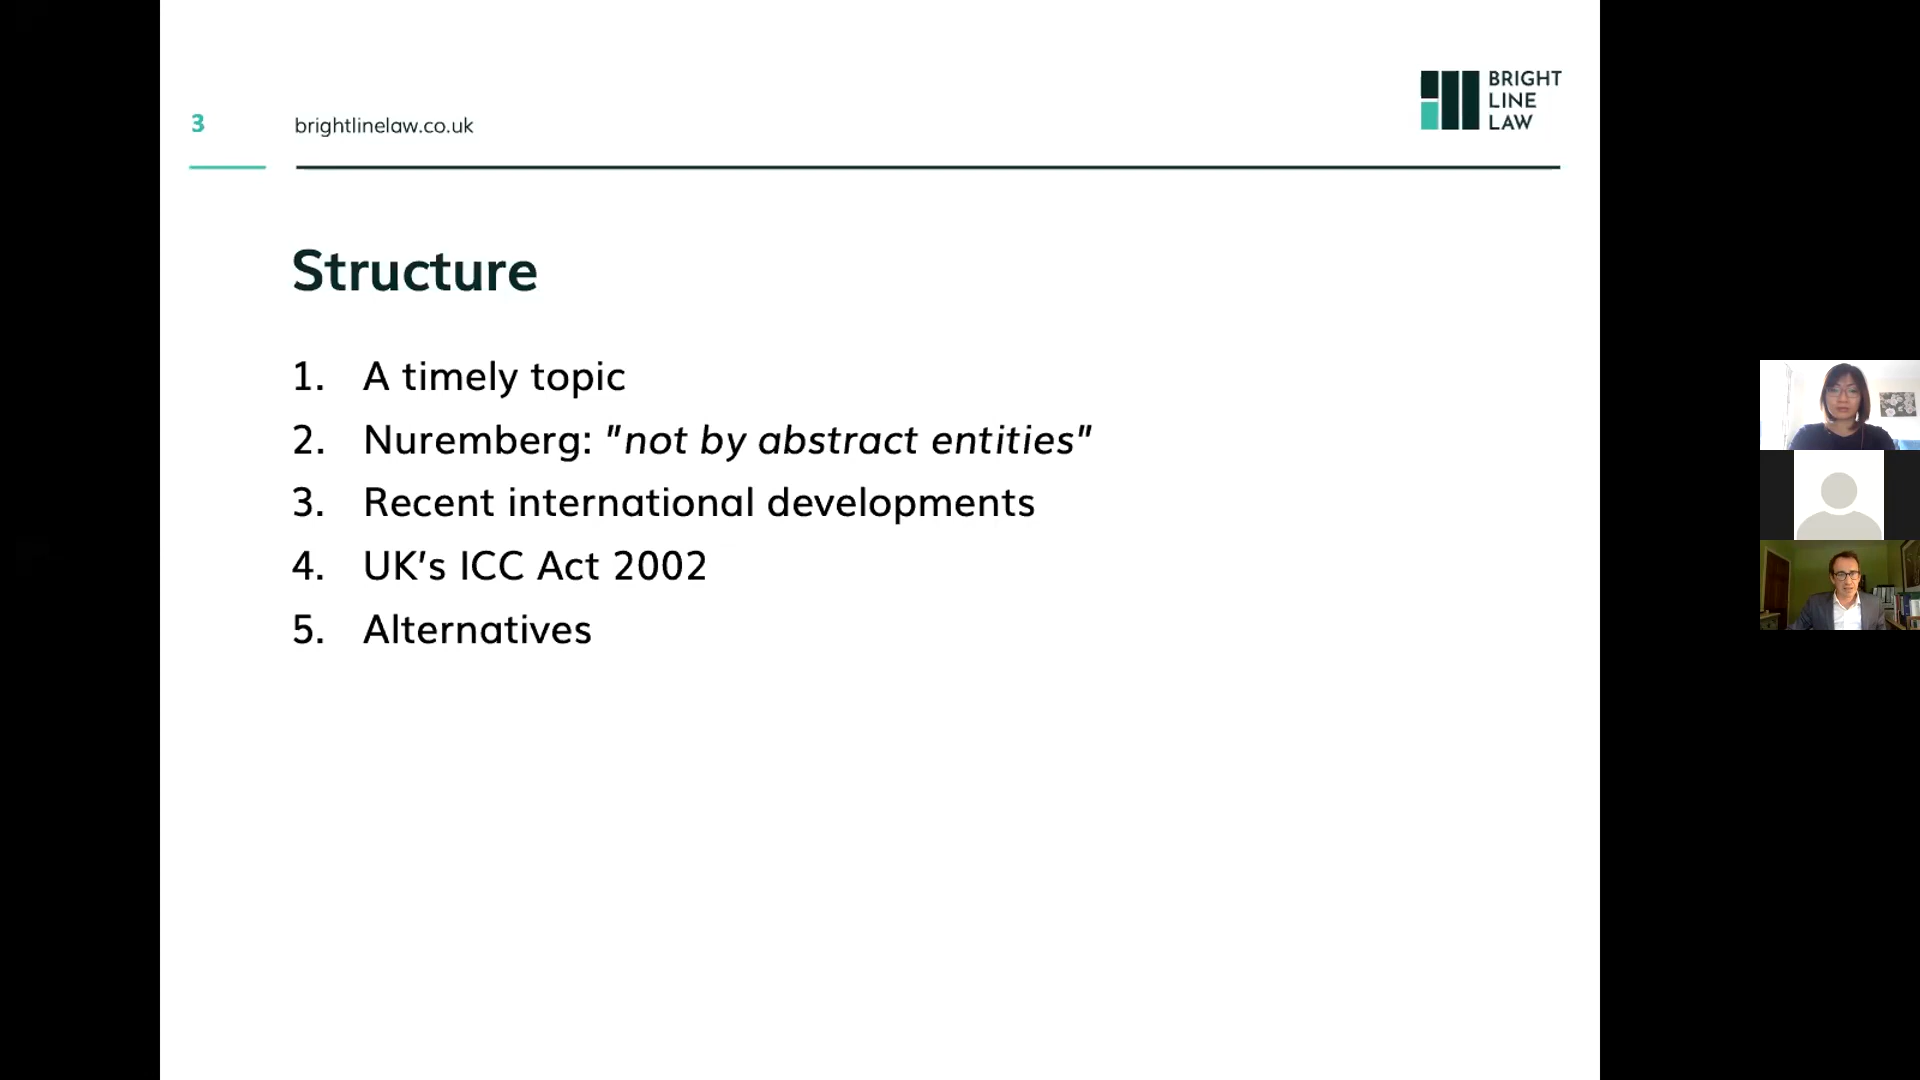 3
brightlinelaw.co.uk
BRIGHT
LINE
LAW
Structure
1. A timely topic
2. Nuremberg: "not by abstract entities"
3. Recent international developments
4. UK's ICC Act 2002
5. Alternatives